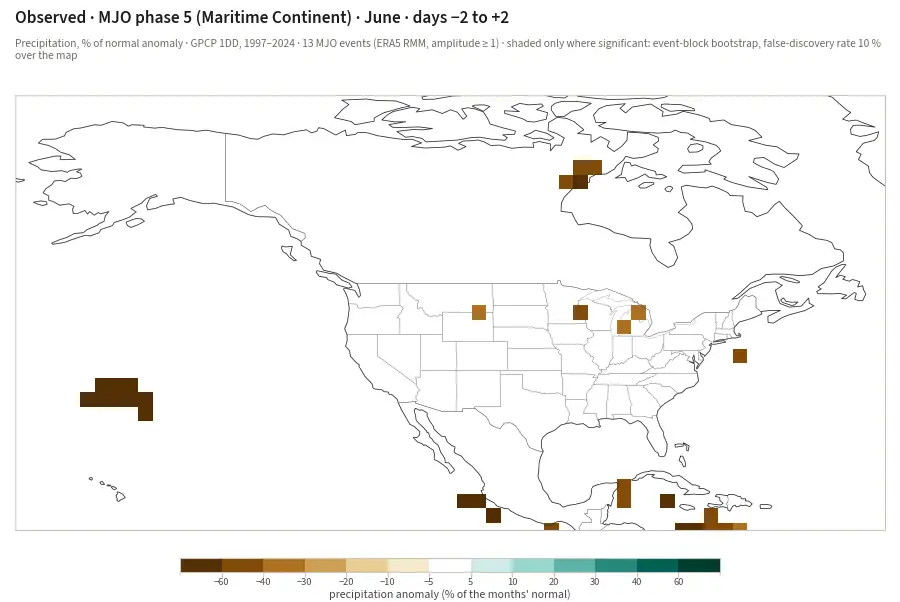 Observed · MJO phase 5 (Maritime Continent) · June · days −2 to +2
Precipitation, % of normal anomaly · GPCP 1DD, 1997–2024 · 13 MJO events (ERA5 RMM, amplitude ≥ 1) · shaded only where significant: event-block bootstrap, false-discovery rate 10 %
over the map
−60 −40 −30 −20 −10 −5 5 10 20 30 40 60
precipitation anomaly (% of the months' normal)